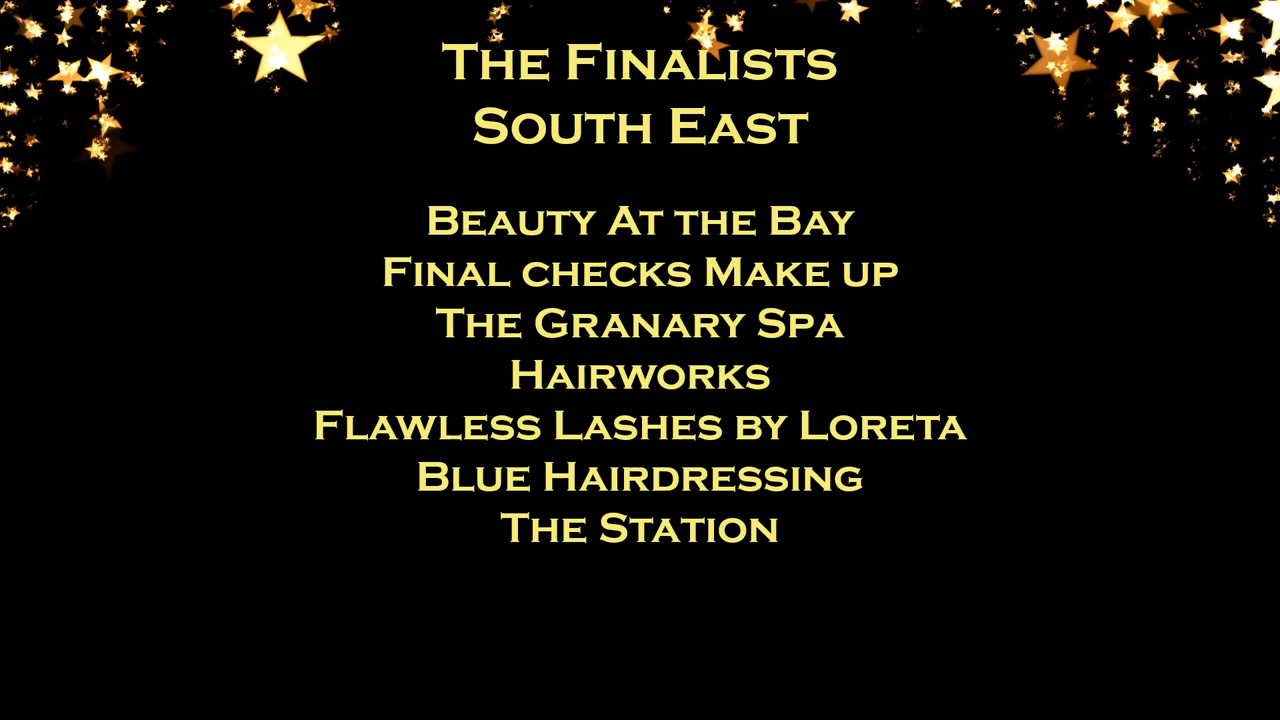 The Finalists
South East
Beauty At the Bay
Final checks Make up
The Granary Spa
Hairworks
Flawless Lashes by Loreta
Blue Hairdressing
The Station